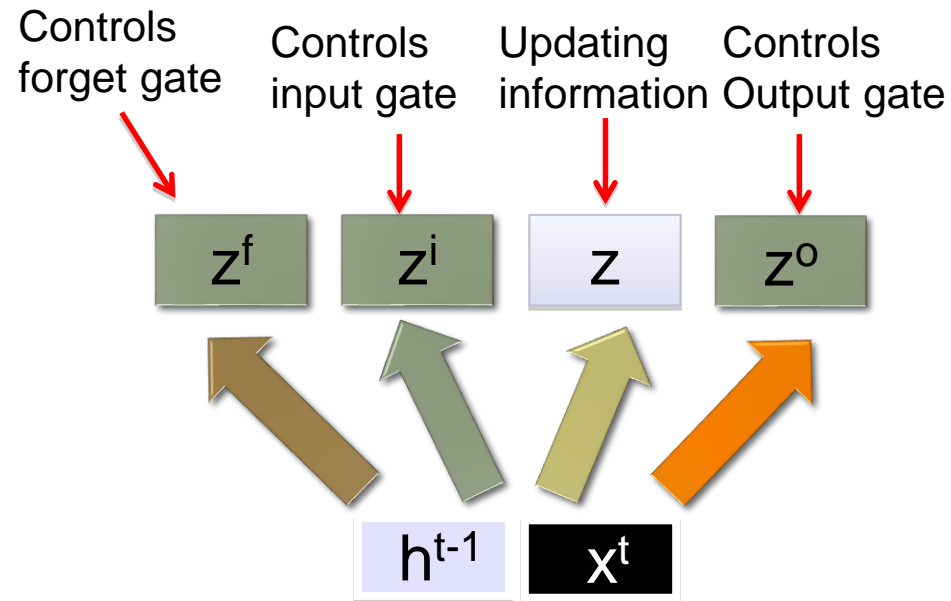 Controls
forget gate
Controls
input gate
Updating
information
Controls
Output gate
zᶠ
zⁱ
z
zᵒ
hᵗ⁻¹
xᵗ